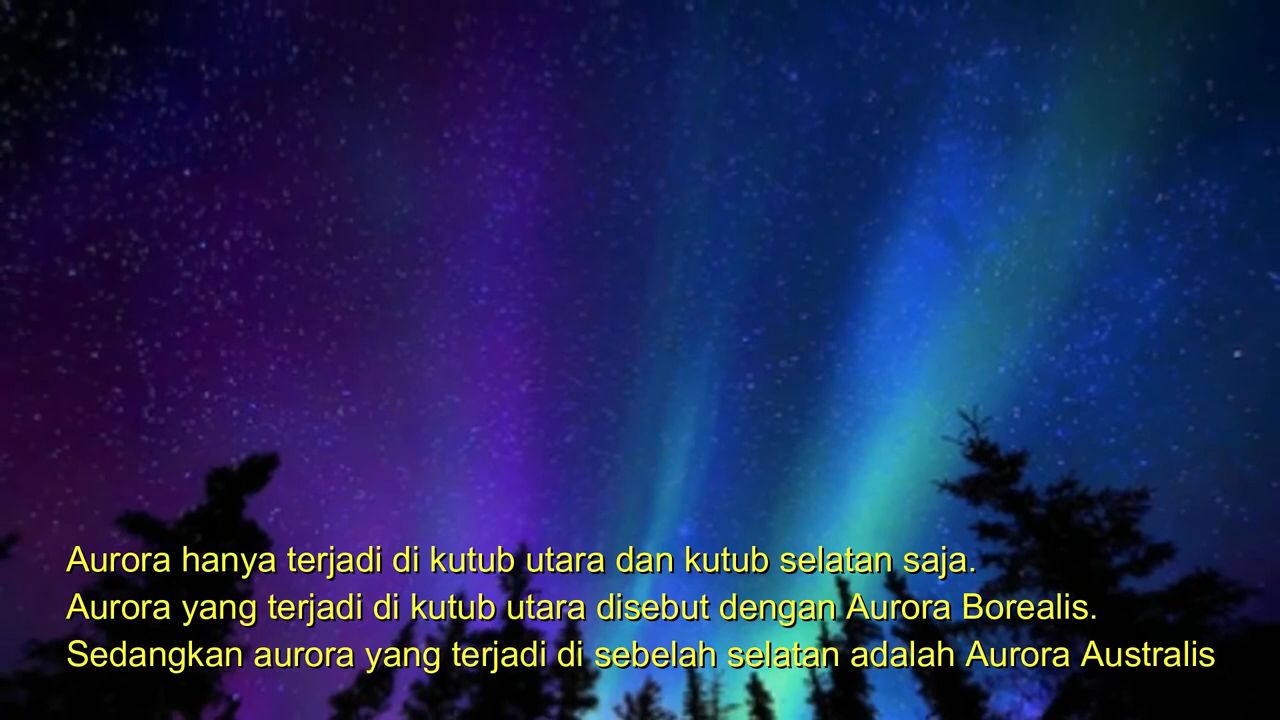 Aurora hanya terjadi di kutub utara dan kutub selatan saja.
Aurora yang terjadi di kutub utara disebut dengan Aurora Borealis.
Sedangkan aurora yang terjadi di sebelah selatan adalah Aurora Australis